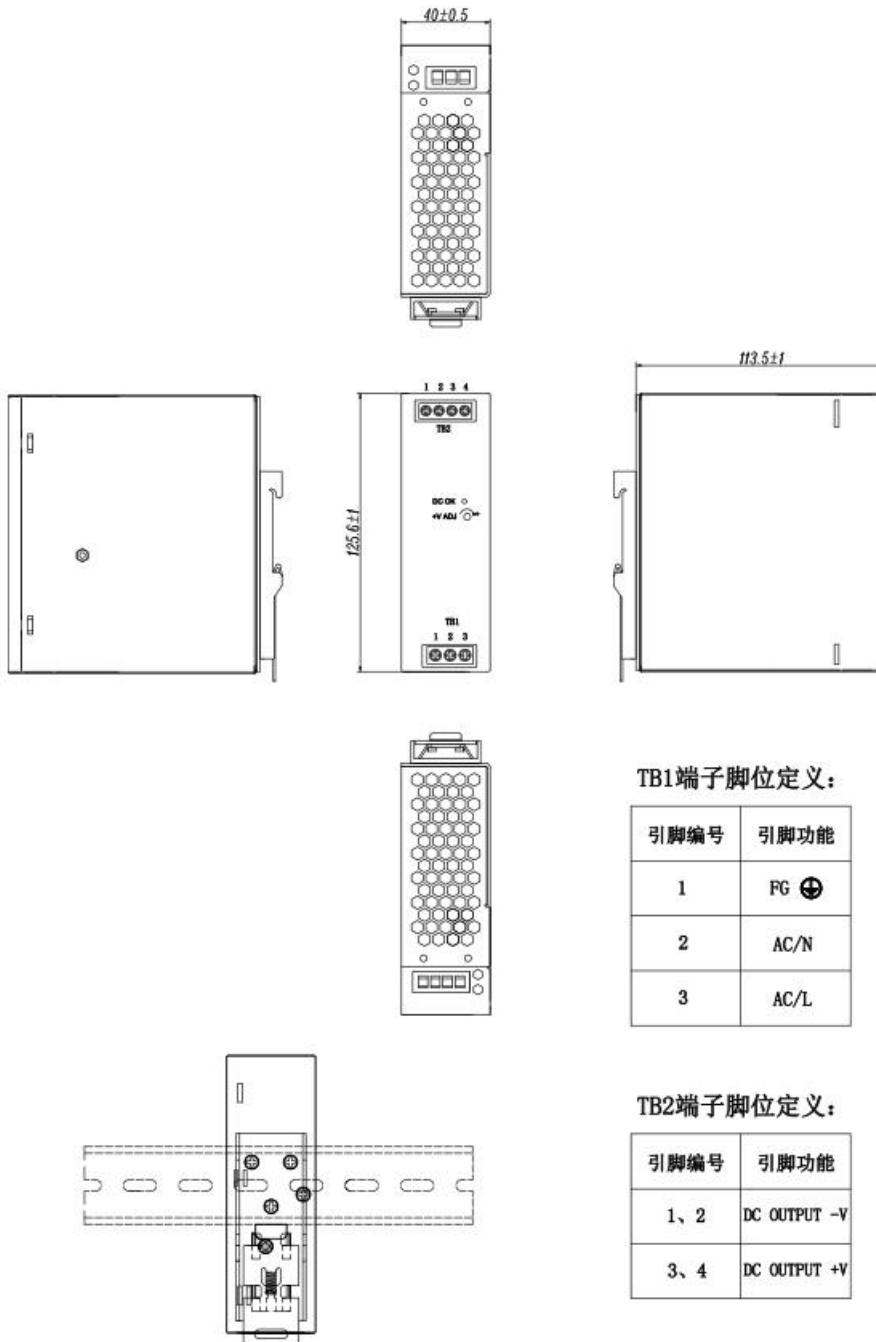 40±0.5
113.5±1
1 2 3 4
TB2
125.6±1
DC OK
+V ADJ
TB1
1 2 3
TB1端子脚位定义：
引脚编号 引脚功能
1 FG
2 AC/N
3 AC/L
TB2端子脚位定义：
引脚编号 引脚功能
1、2 DC OUTPUT -V
3、4 DC OUTPUT +V